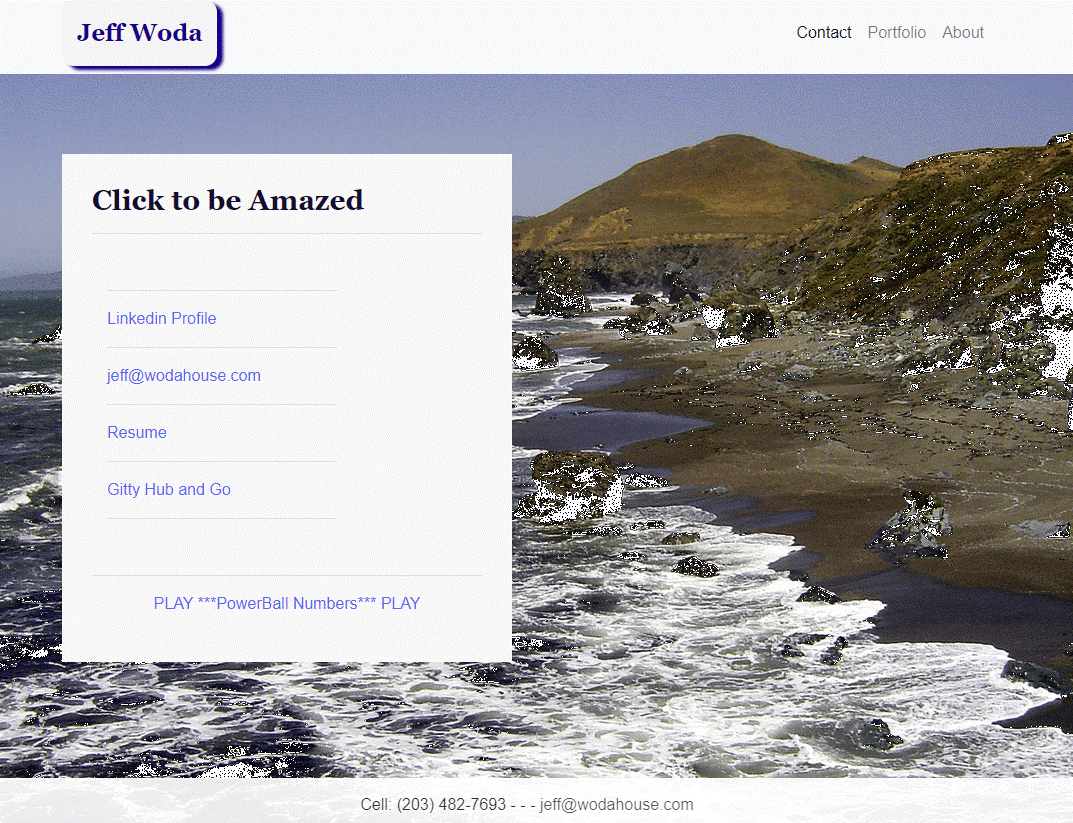 Jeff Woda
Contact Portfolio About
Click to be Amazed
Linkedin Profile
jeff@wodahouse.com
Resume
Gitty Hub and Go
PLAY ***PowerBall Numbers*** PLAY
Cell: (203) 482-7693 - - - jeff@wodahouse.com